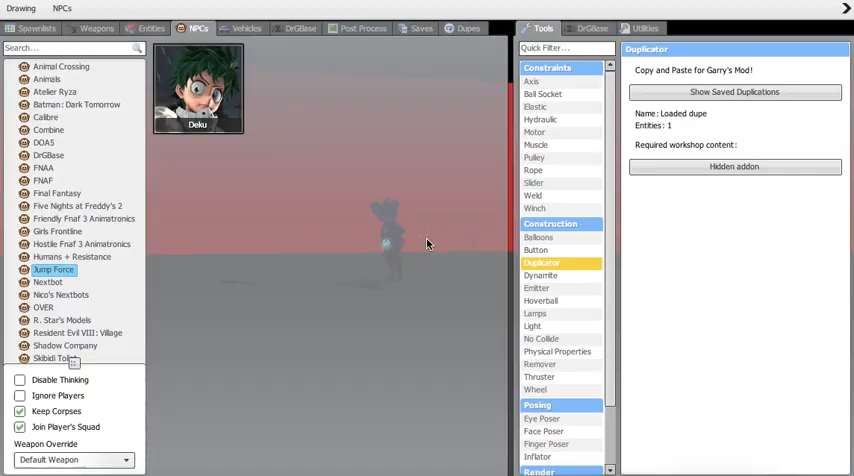 Drawing NPCs
Spawnlists Weapons Entities NPCs Vehicles DrGBase Post Process Saves Dupes
Search...
Animal Crossing
Animals
Atelier Ryza
Batman: Dark Tomorrow
Calibre
Combine
DOA5
DrGBase
FNAA
FNAF
Final Fantasy
Five Nights at Freddy's 2
Friendly Fnaf 3 Animatronics
Girls Frontline
Hostile Fnaf 3 Animatronics
Humans + Resistance
Jump Force
Nextbot
Nico's Nextbots
OVER
R. Star's Models
Resident Evil VIII: Village
Shadow Company
Skibidi
Disable Thinking
Ignore Players
Keep Corpses
Join Player's Squad
Weapon Override
Default Weapon
Deku
Tools DrGBase Utilities
Quick Filter...
Constraints
Axis
Ball Socket
Elastic
Hydraulic
Motor
Muscle
Pulley
Rope
Slider
Weld
Winch
Construction
Balloons
Button
Duplicator
Dynamite
Emitter
Hoverball
Lamps
Light
No Collide
Physical Properties
Remover
Thruster
Wheel
Posing
Eye Poser
Face Poser
Finger Poser
Inflator
Render
Duplicator
Copy and Paste for Garry's Mod!
Show Saved Duplications
Name: Loaded dupe
Entities: 1
Required workshop content:
Hidden addon